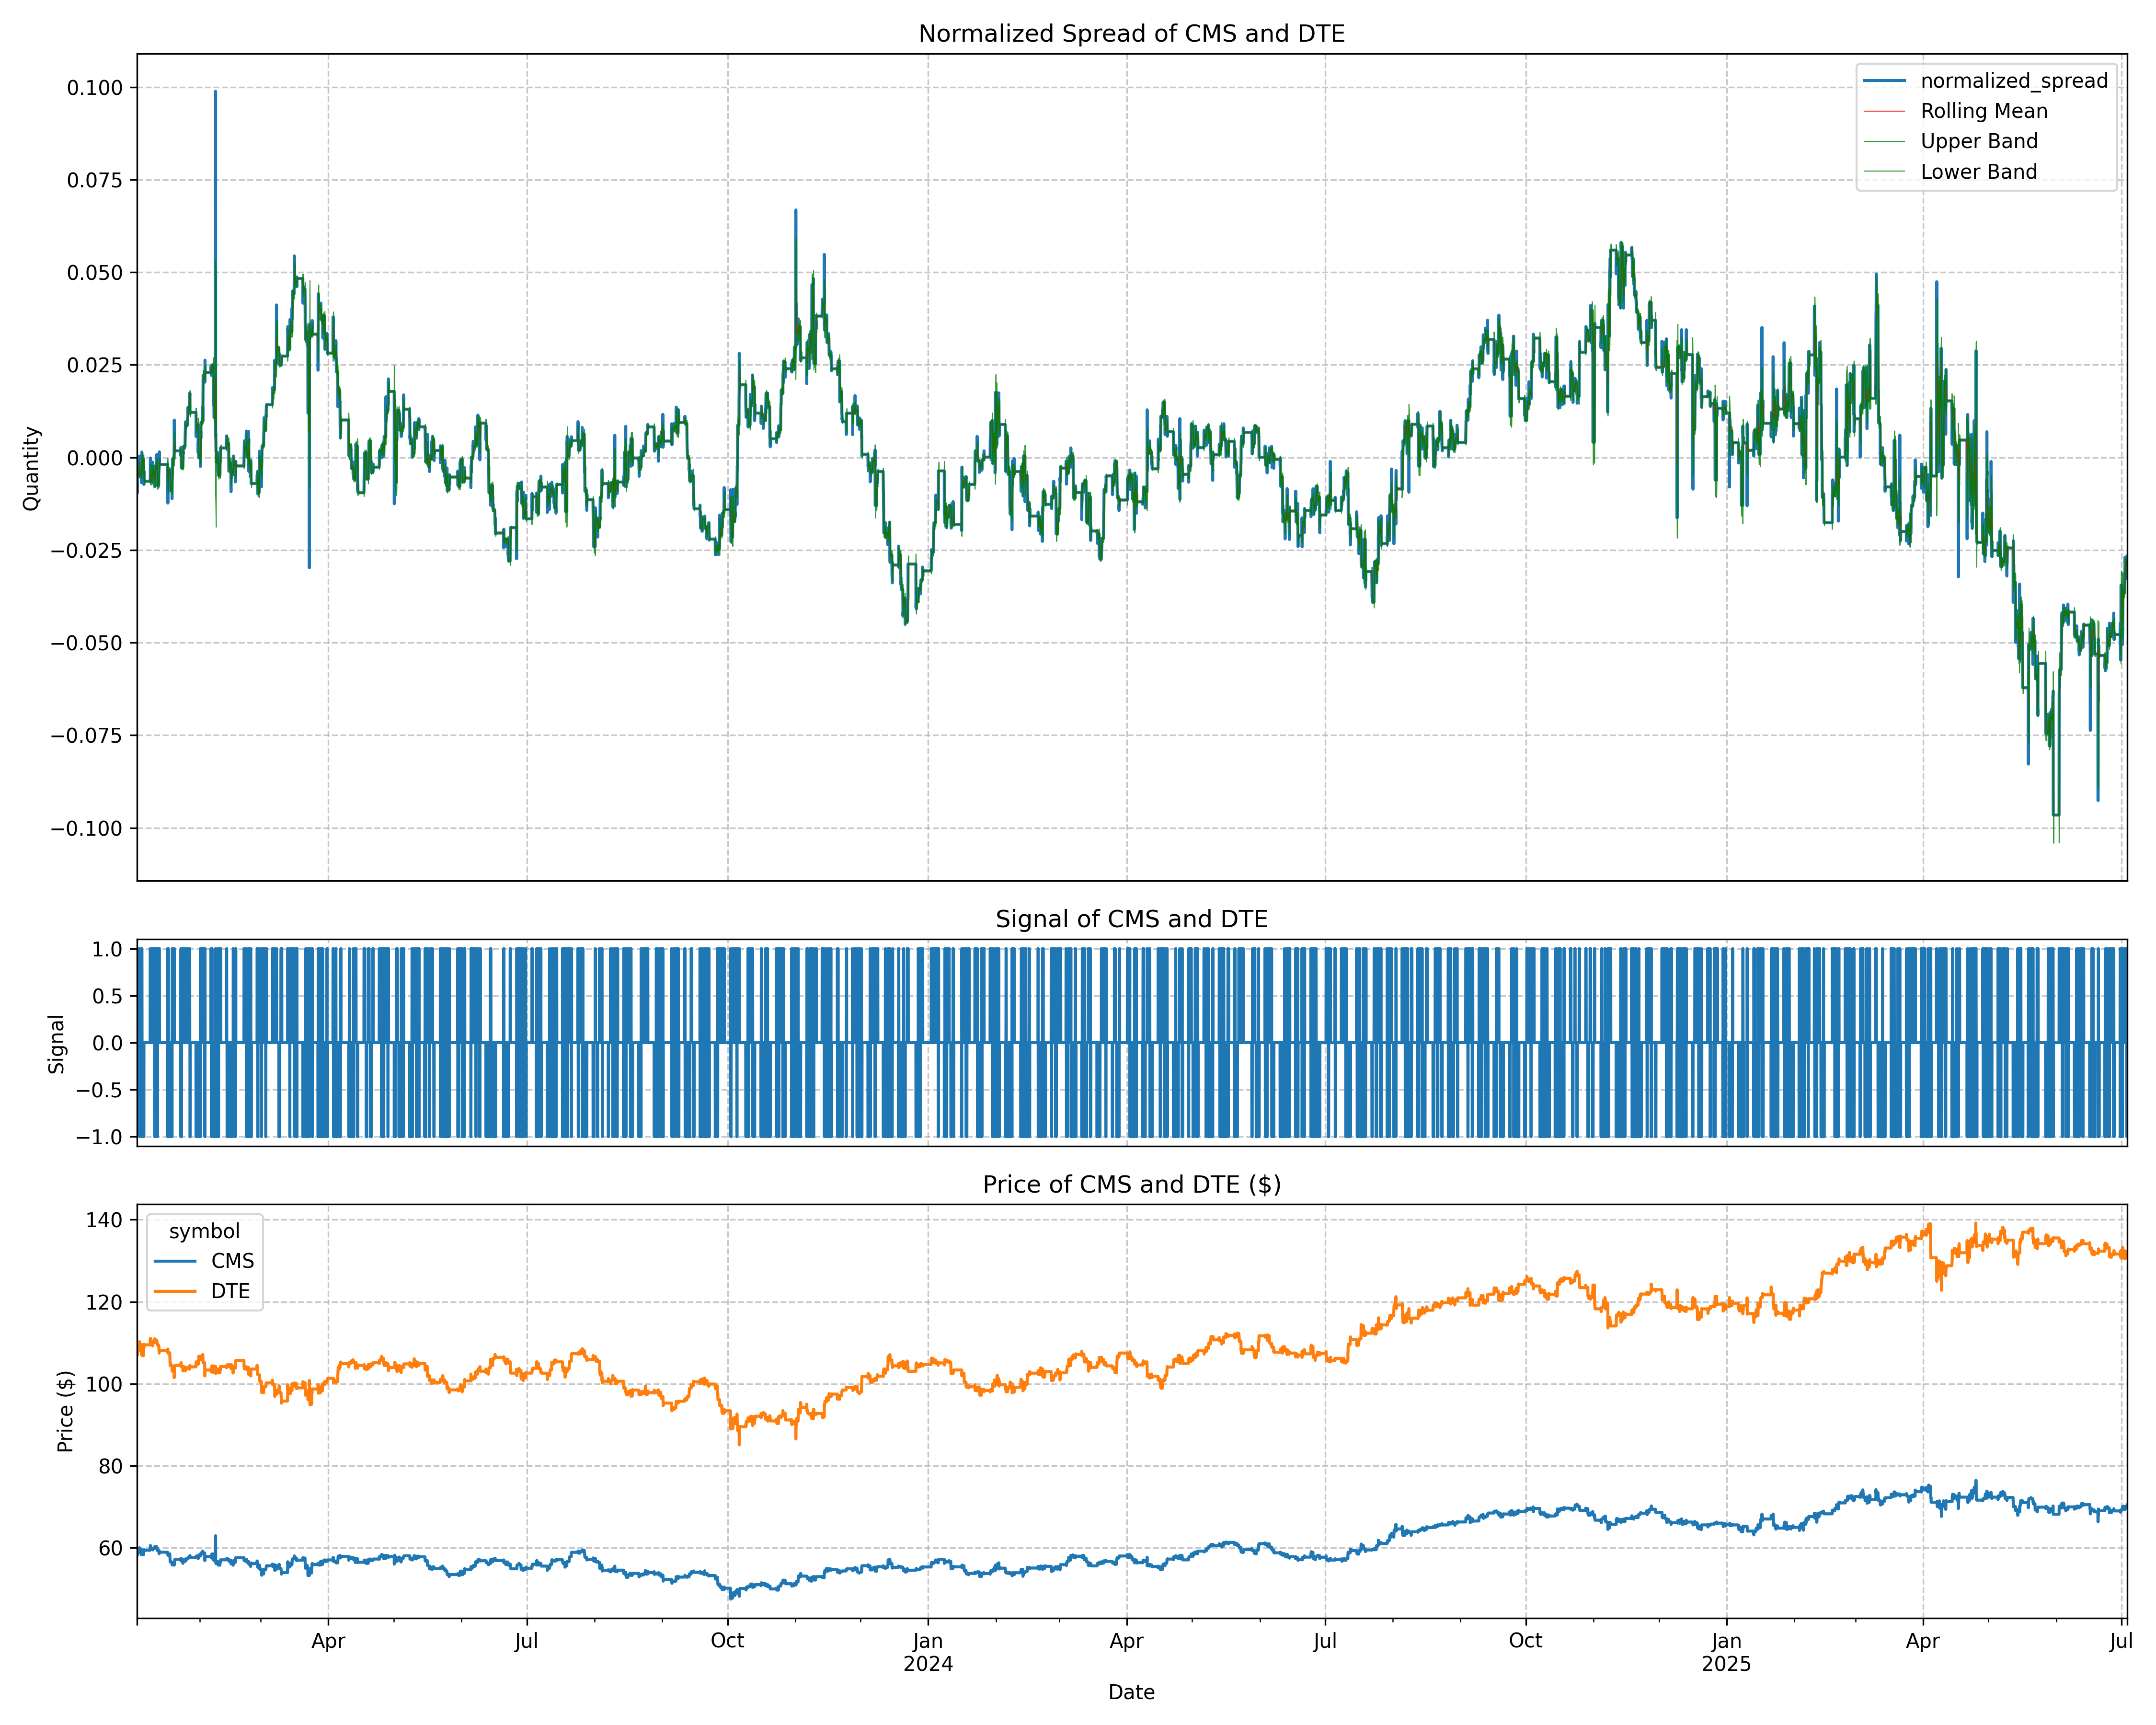 Normalized Spread of CMS and DTE
normalized_spread
Rolling Mean
Upper Band
Lower Band
Quantity
0.100
0.075
0.050
0.025
0.000
−0.025
−0.050
−0.075
−0.100
Signal of CMS and DTE
Signal
1.0
0.5
0.0
−0.5
−1.0
Price of CMS and DTE ($)
symbol
CMS
DTE
Price ($)
140
120
100
80
60
Apr
Jul
Oct
Jan
2024
Apr
Jul
Oct
Jan
2025
Apr
Jul
Date